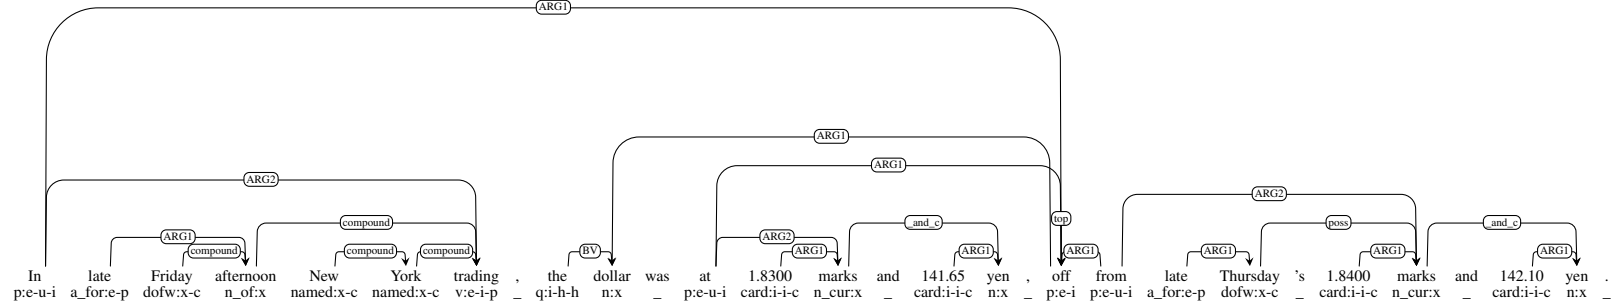 ARG1
ARG1
ARG1
ARG2 ARG2
top
compound _and_c poss _and_c
ARG1 ARG2
compound compound compound BV ARG1 ARG1 ARG1 ARG1 ARG1 ARG1
In late Friday afternoon New York trading , the dollar was at 1.8300 marks and 141.65 yen , off from late Thursday 's 1.8400 marks and 142.10 yen .
p:e-u-i a_for:e-p dofw:x-c n_of:x named:x-c named:x-c v:e-i-p _ q:i-h-h n:x _ p:e-u-i card:i-i-c n_cur:x _ card:i-i-c n:x _ p:e-i p:e-u-i a_for:e-p dofw:x-c _ card:i-i-c n_cur:x _ card:i-i-c n:x _